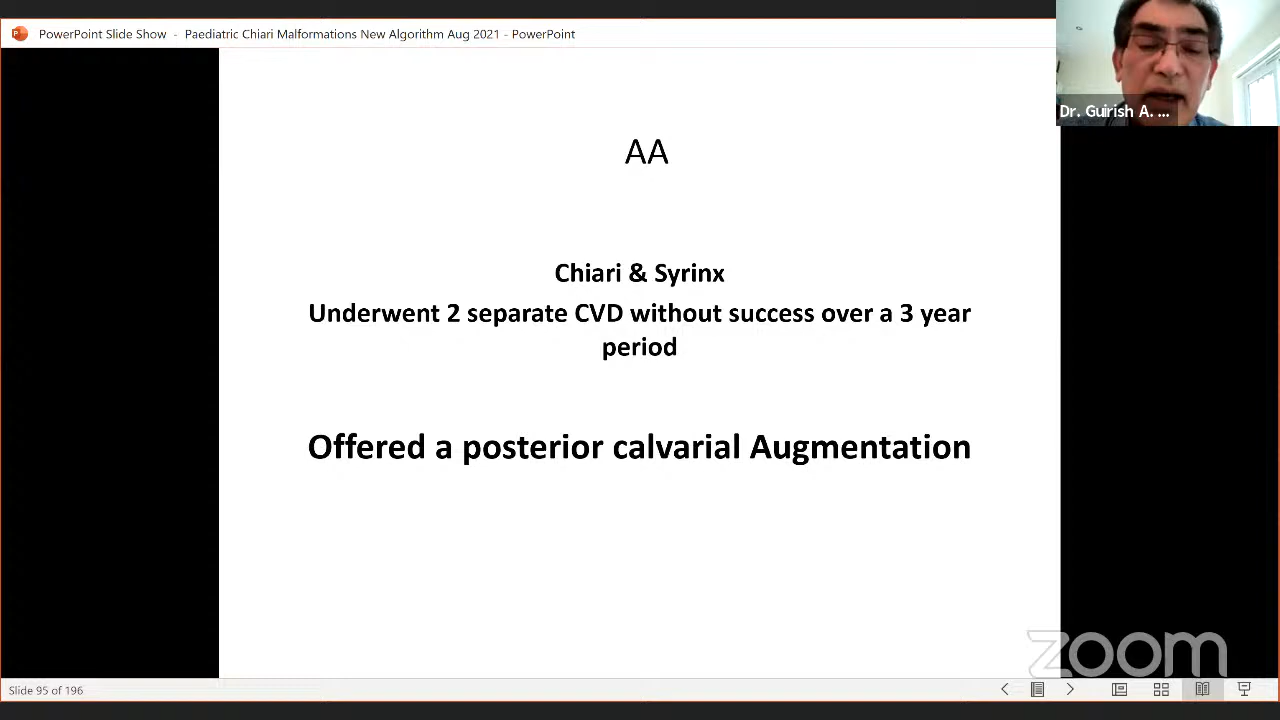 PowerPoint Slide Show - Paediatric Chiari Malformations New Algorithm Aug 2021 - PowerPoint
Dr. Guirish A. ...
AA
Chiari & Syrinx
Underwent 2 separate CVD without success over a 3 year
period
Offered a posterior calvarial Augmentation
zoom
Slide 95 of 196